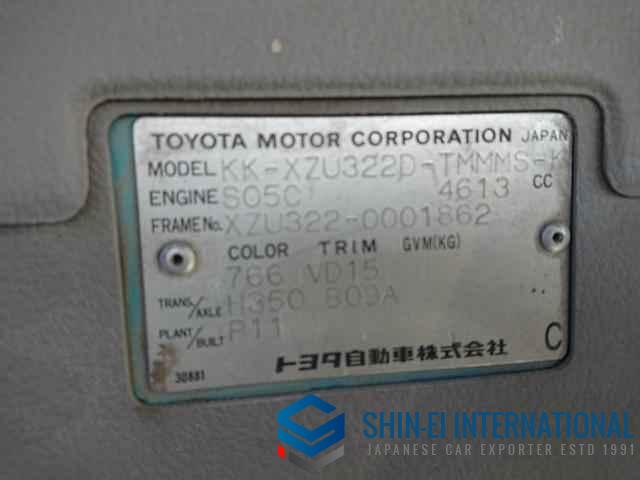 TOYOTA MOTOR CORPORATION JAPAN
MODEL KK-XZU322D-TMMMS-K
ENGINE S05C 4613 CC
FRAME No. XZU322-0001862
COLOR TRIM GVM(KG)
766 VD15
TRANS/AXLE H350 B09A
PLANT/BUILT P11
C
30881
トヨタ自動車株式会社
SHIN-EI INTERNATIONAL
JAPANESE CAR EXPORTER ESTD 1991